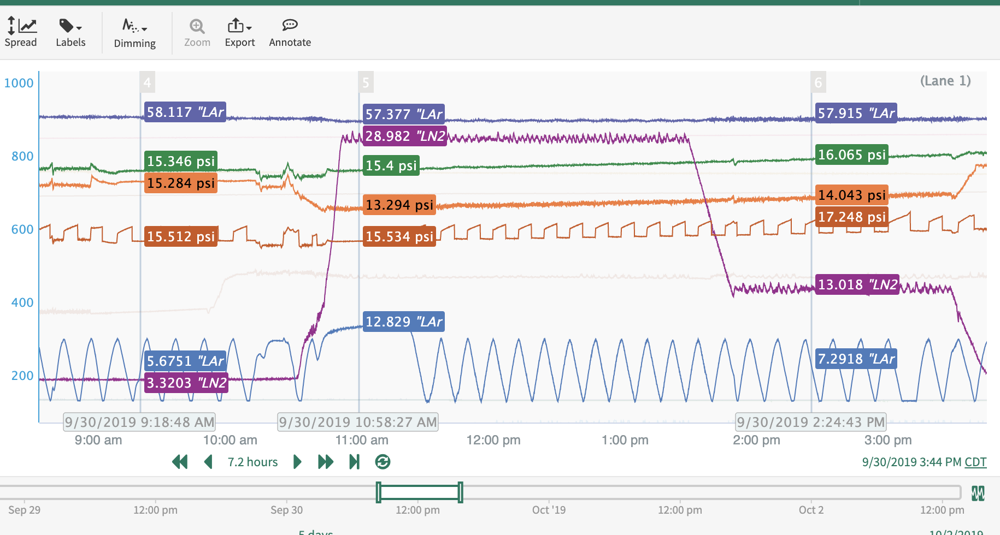 Spread Labels Dimming Zoom Export Annotate
4 5 6 (Lane 1)
1000
800
600
400
200
58.117 "LAr
15.346 psi
15.284 psi
15.512 psi
5.6751 "LAr
3.3203 "LN2
57.377 "LAr
28.982 "LN2
15.4 psi
13.294 psi
15.534 psi
12.829 "LAr
57.915 "LAr
16.065 psi
14.043 psi
17.248 psi
13.018 "LN2
7.2918 "LAr
9/30/2019 9:18:48 AM 9/30/2019 10:58:27 AM 9/30/2019 2:24:43 PM
9:00 am 10:00 am 11:00 am 12:00 pm 1:00 pm 2:00 pm 3:00 pm
7.2 hours 9/30/2019 3:44 PM CDT
Sep 29 12:00 pm Sep 30 12:00 pm Oct '19 12:00 pm Oct 2 12:00 pm
5 days 10/2/2019